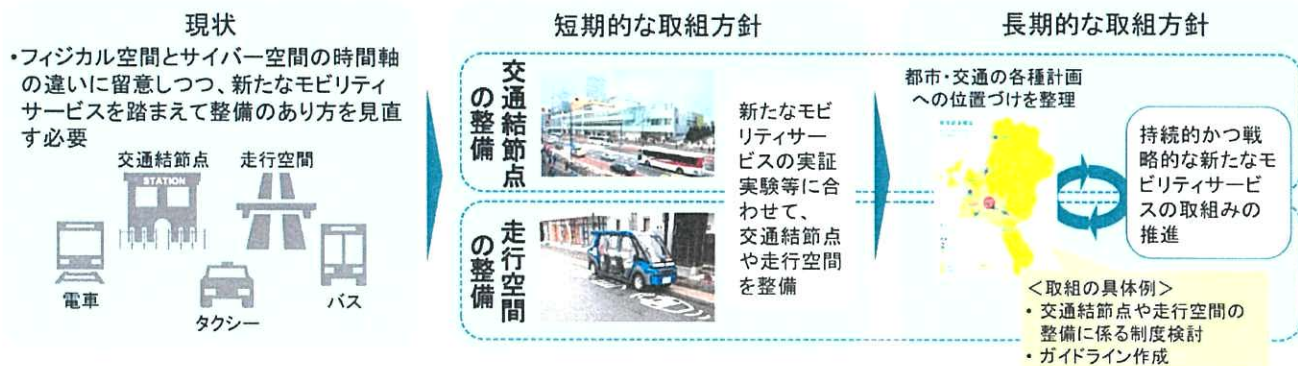 現状
・フィジカル空間とサイバー空間の時間軸
の違いに留意しつつ、新たなモビリティ
サービスを踏まえて整備のあり方を見直
す必要
交通結節点
走行空間
STATION
電車
タクシー
バス
短期的な取組方針
交通結節点
の整備
走行空間
の整備
新たなモビ
リティサー
ビスの実証
実験等に合
わせて、
交通結節点
や走行空間
を整備
長期的な取組方針
都市・交通の各種計画
への位置づけを整理
持続的かつ戦
略的な新たなモ
ビリティサービ
スの取組みの
推進
＜取組の具体例＞
・ 交通結節点や走行空間の
整備に係る制度検討
・ ガイドライン作成